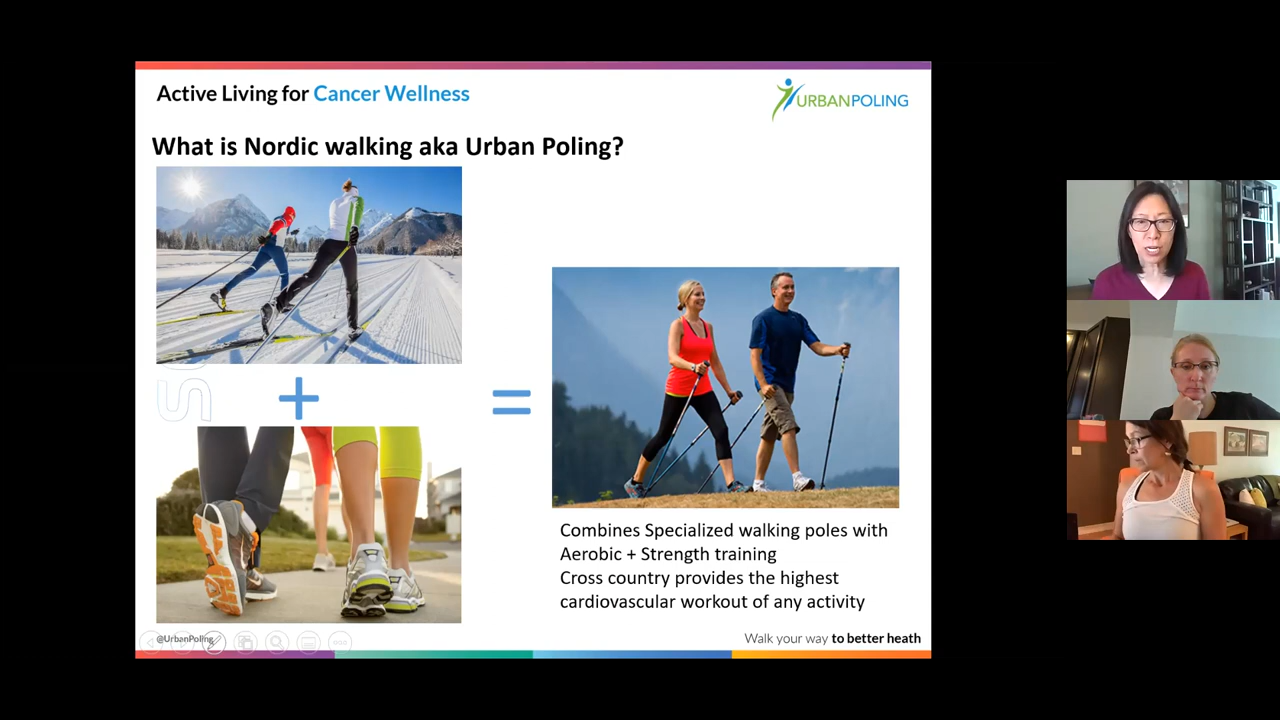 Active Living for Cancer Wellness
URBANPOLING
What is Nordic walking aka Urban Poling?
+
=
Combines Specialized walking poles with
Aerobic + Strength training
Cross country provides the highest
cardiovascular workout of any activity
@UrbanPoling
Walk your way to better heath